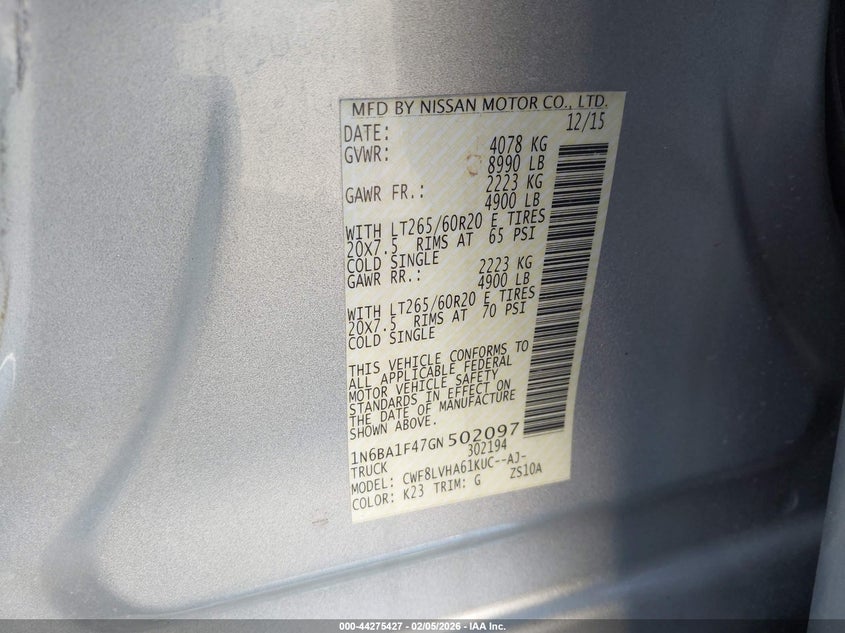 MFD BY NISSAN MOTOR CO., LTD.
DATE: 12/15
GVWR: 4078 KG
8990 LB
GAWR FR.: 2223 KG
4900 LB
WITH LT265/60R20 E TIRES
20X7.5 RIMS AT 65 PSI
COLD SINGLE
GAWR RR.: 2223 KG
4900 LB
WITH LT265/60R20 E TIRES
20X7.5 RIMS AT 70 PSI
COLD SINGLE
THIS VEHICLE CONFORMS TO
ALL APPLICABLE FEDERAL
MOTOR VEHICLE SAFETY
STANDARDS IN EFFECT ON
THE DATE OF MANUFACTURE
SHOWN ABOVE.
1N6BA1F47GN502097
TRUCK 302194
MODEL: CWF8LVHA61KUC--AJ-
COLOR: K23 TRIM: G ZS10A
000-44275427 - 02/05/2026 - IAA Inc.